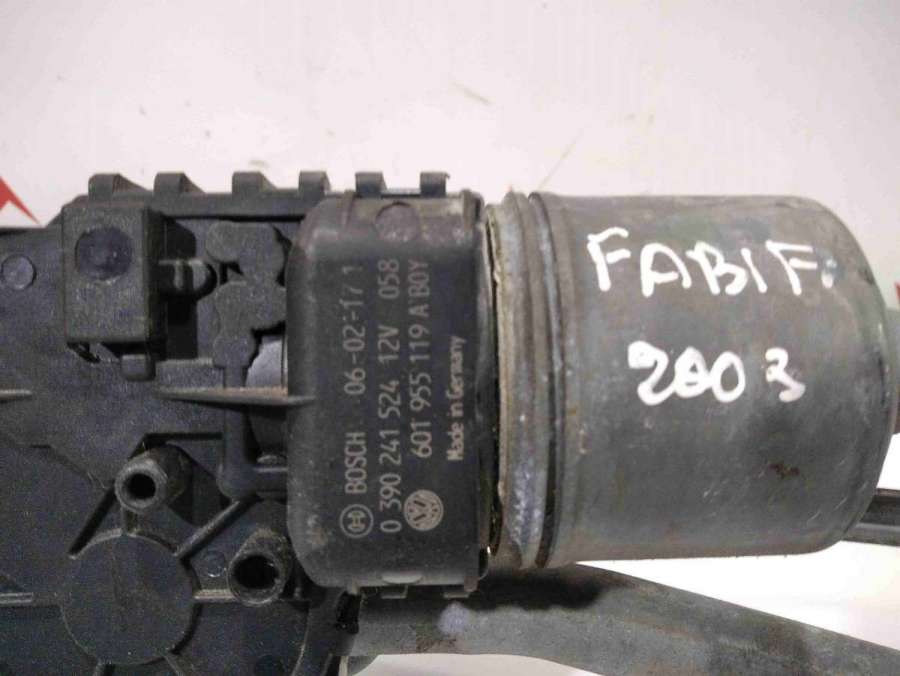 BOSCH 06-02-17 1
0 390 241 524 12V 058
6Q1 955 119 A BOY
Made in Germany
FABIF.
2003